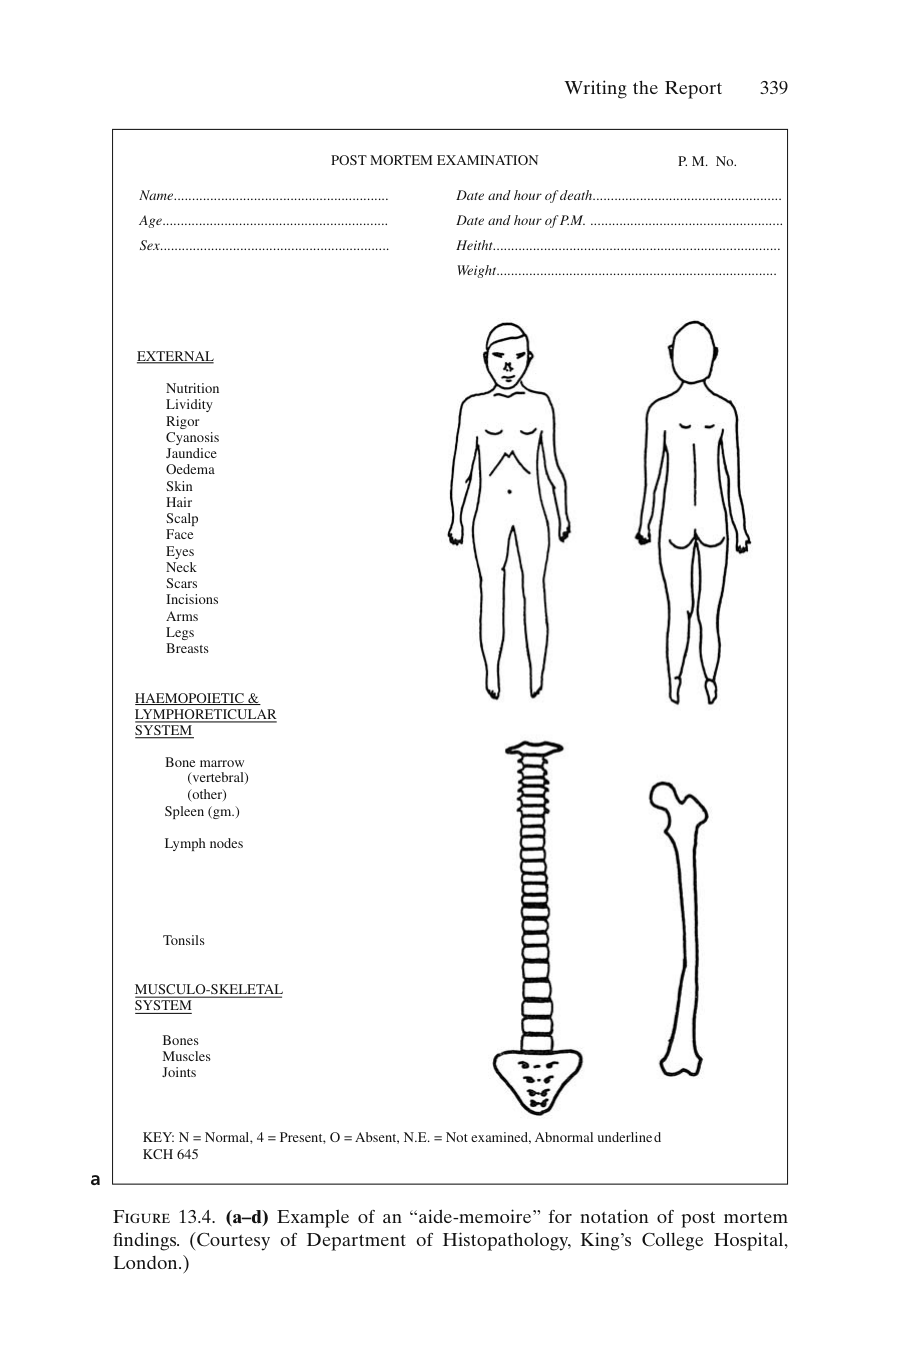 Writing the Report 339
POST MORTEM EXAMINATION P. M. No.
Name........................................................... Date and hour of death....................................................
Age.............................................................. Date and hour of P.M. .....................................................
Sex............................................................... Heitht...............................................................................
Weight.............................................................................
EXTERNAL
Nutrition
Lividity
Rigor
Cyanosis
Jaundice
Oedema
Skin
Hair
Scalp
Face
Eyes
Neck
Scars
Incisions
Arms
Legs
Breasts
HAEMOPOIETIC &
LYMPHORETICULAR
SYSTEM
Bone marrow
(vertebral)
(other)
Spleen (gm.)
Lymph nodes
Tonsils
MUSCULO-SKELETAL
SYSTEM
Bones
Muscles
Joints
KEY: N = Normal, 4 = Present, O = Absent, N.E. = Not examined, Abnormal underlined
KCH 645
a
FIGURE 13.4. (a–d) Example of an “aide-memoire” for notation of post mortem
findings. (Courtesy of Department of Histopathology, King’s College Hospital,
London.)